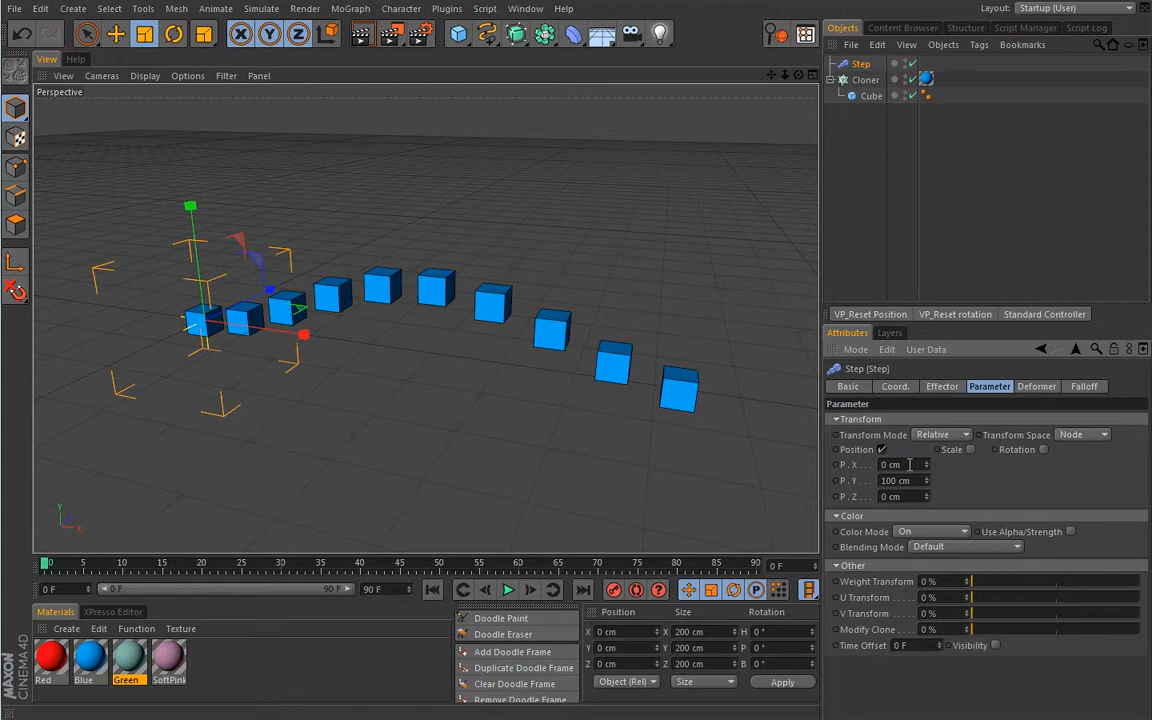 File Edit Create Select Tools Mesh Animate Simulate Render MoGraph Character Plugins Script Window Help Layout: Startup (User)
X Y Z
Objects Content Browser Structure Script Manager Script Log
View Help
File Edit View Objects Tags Bookmarks
View Cameras Display Options Filter Panel
Step
Cloner
Cube
Perspective
VP_Reset Position VP_Reset rotation Standard Controller
Attributes Layers
Mode Edit User Data
Step [Step]
Basic Coord. Effector Parameter Deformer Falloff
Parameter
Transform
Transform Mode Relative Transform Space Node
Position Scale Rotation
P . X . . . 0 cm
P . Y . . . 100 cm
P . Z . . . 0 cm
Color
Color Mode On Use Alpha/Strength
Blending Mode Default
Other
Weight Transform 0 %
U Transform . . . . . 0 %
V Transform . . . . . 0 %
Modify Clone . . . . 0 %
Time Offset 0 F Visibility
Y
X
0 5 10 15 20 25 30 35 40 45 50 55 60 65 70 75 80 85 90 0 F
0 F 0 F 90 F 90 F P
Materials XPresso Editor
Create Edit Function Texture
Red Blue Green SoftPink
Doodle Paint
Doodle Eraser
Add Doodle Frame
Duplicate Doodle Frame
Clear Doodle Frame
Remove Doodle Frame
Position Size Rotation
X 0 cm X 200 cm H 0 °
Y 0 cm Y 200 cm P 0 °
Z 0 cm Z 200 cm B 0 °
Object (Rel) Size Apply
MAXON
CINEMA 4D